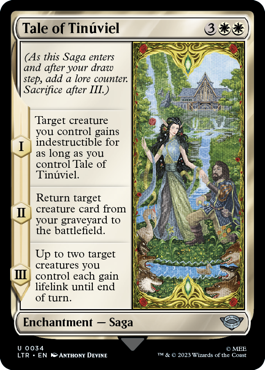 Tale of Tinúviel 3
(As this Saga enters
and after your draw
step, add a lore counter.
Sacrifice after III.)
I
Target creature
you control gains
indestructible for
as long as you
control Tale of
Tinúviel.
II
Return target
creature card from
your graveyard to
the battlefield.
III
Up to two target
creatures you
control each gain
lifelink until end
of turn.
Enchantment — Saga
U 0034
LTR • EN Anthony Devine
© MEE
™ & © 2023 Wizards of the Coast